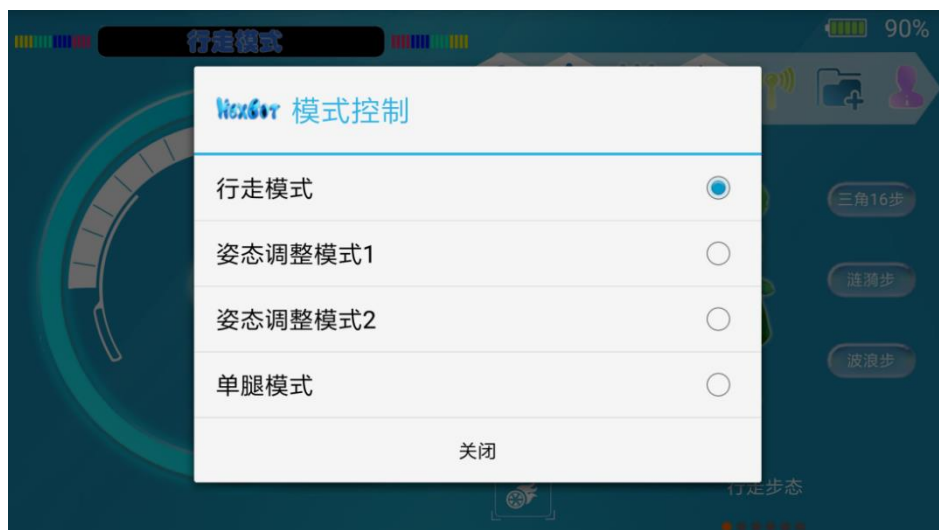 行走模式
90%
HexBot 模式控制
行走模式
姿态调整模式1
姿态调整模式2
单腿模式
关闭
三角16步
涟漪步
波浪步
行走步态